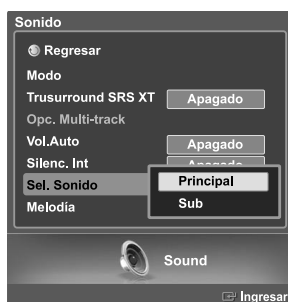 Sonido
Regresar
Modo
Trusurround SRS XT Apagado
Opc. Multi-track
Vol.Auto Apagado
Silenc. Int Apagado
Sel. Sonido Principal
Sub
Melodía
Sound
Ingresar